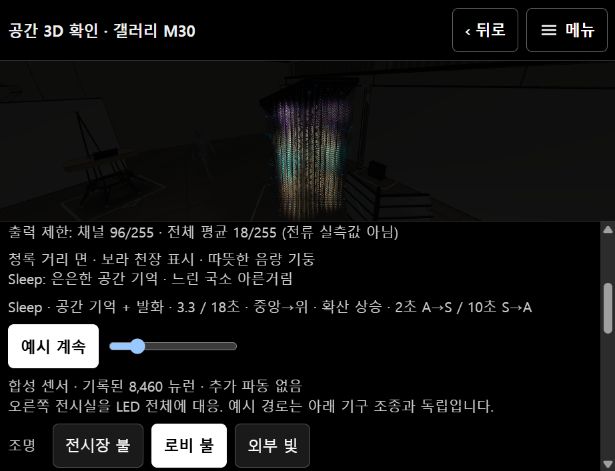 공간 3D 확인 · 갤러리 M30
‹ 뒤로
메뉴
출력 제한: 채널 96/255 · 전체 평균 18/255 (전류 실측값 아님)
청록 거리 면 · 보라 천장 표시 · 따뜻한 음량 기둥
Sleep: 은은한 공간 기억 · 느린 국소 아른거림
Sleep · 공간 기억 + 발화 · 3.3 / 18초 · 중앙→위 · 확산 상승 · 2초 A→S / 10초 S→A
예시 계속
합성 센서 · 기록된 8,460 뉴런 · 추가 파동 없음
오른쪽 전시실을 LED 전체에 대응. 예시 경로는 아래 기구 조종과 독립입니다.
조명 전시장 불 로비 불 외부 빛